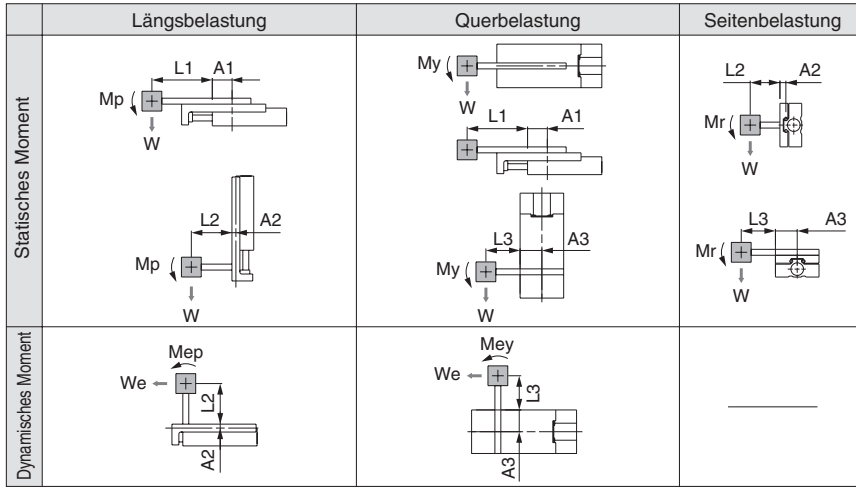 Längsbelastung
Querbelastung
Seitenbelastung
Statisches Moment
L1 A1
Mp
W
L2 A2
Mp
W
My
W
L1 A1
L3 A3
My
W
L2 A2
Mr
W
L3 A3
Mr
W
Dynamisches Moment
Mep
We
L2
A2
Mey
We
L3
A3